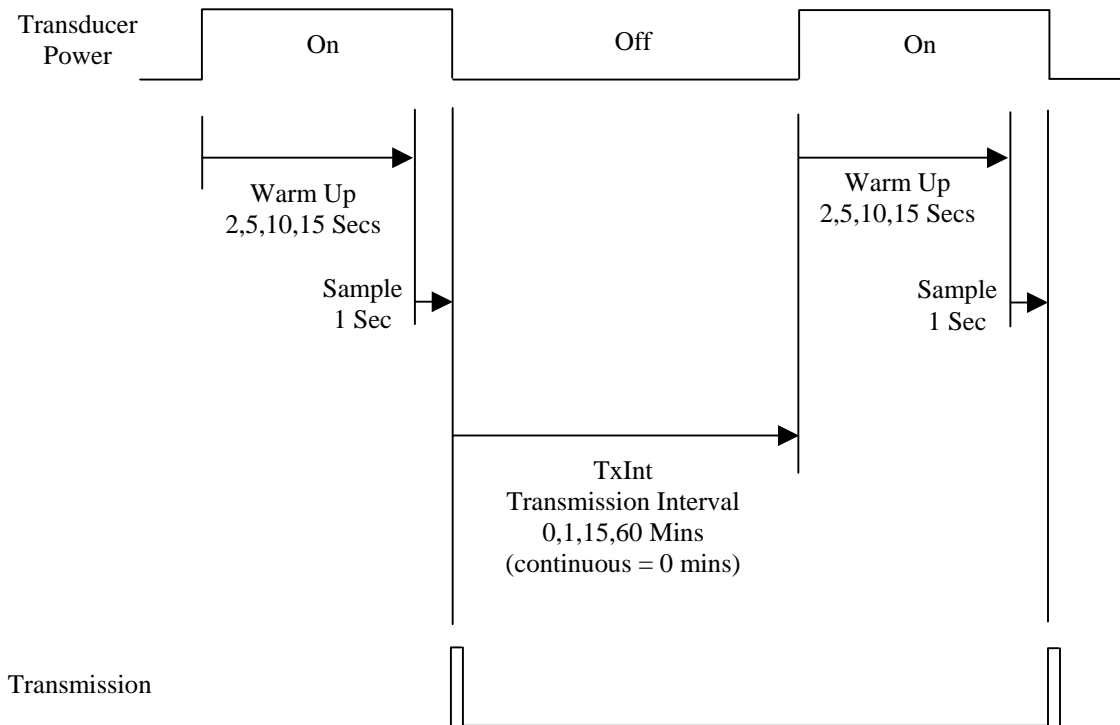 Transducer
Power
On
Off
On
Warm Up
2,5,10,15 Secs
Warm Up
2,5,10,15 Secs
Sample
1 Sec
Sample
1 Sec
TxInt
Transmission Interval
0,1,15,60 Mins
(continuous = 0 mins)
Transmission